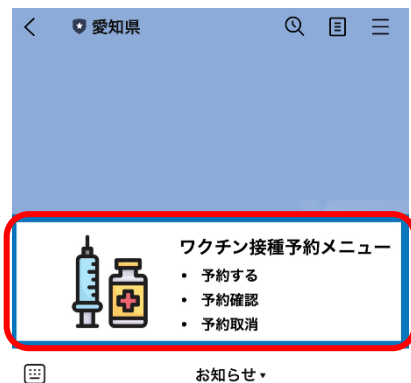 愛知県
ワクチン接種予約メニュー
• 予約する
• 予約確認
• 予約取消
お知らせ▾